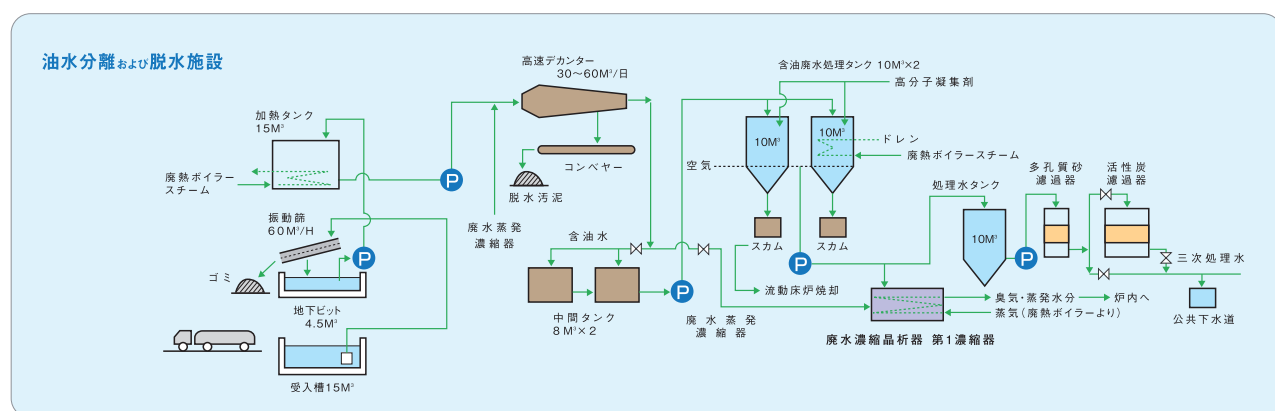 油水分離および脱水施設
加熱タンク
15M³
廃熱ボイラー
スチーム
振動篩
60M³/H
ゴミ
地下ピット
4.5M³
受入槽15M³
P
P
高速デカンター
30〜60M³/日
コンベヤー
脱水汚泥
廃水蒸発
濃縮器
含油水
中間タンク
8M³×2
P
廃水蒸発
濃縮器
含油廃水処理タンク 10M³×2
高分子凝集剤
10M³
10M³
ドレン
廃熱ボイラースチーム
空気
スカム
スカム
P
流動床炉焼却
処理水タンク
10M³
P
多孔質砂
濾過器
活性炭
濾過器
三次処理水
公共下水道
臭気・蒸発水分
炉内へ
蒸気(廃熱ボイラーより)
廃水濃縮晶析器 第1濃縮器